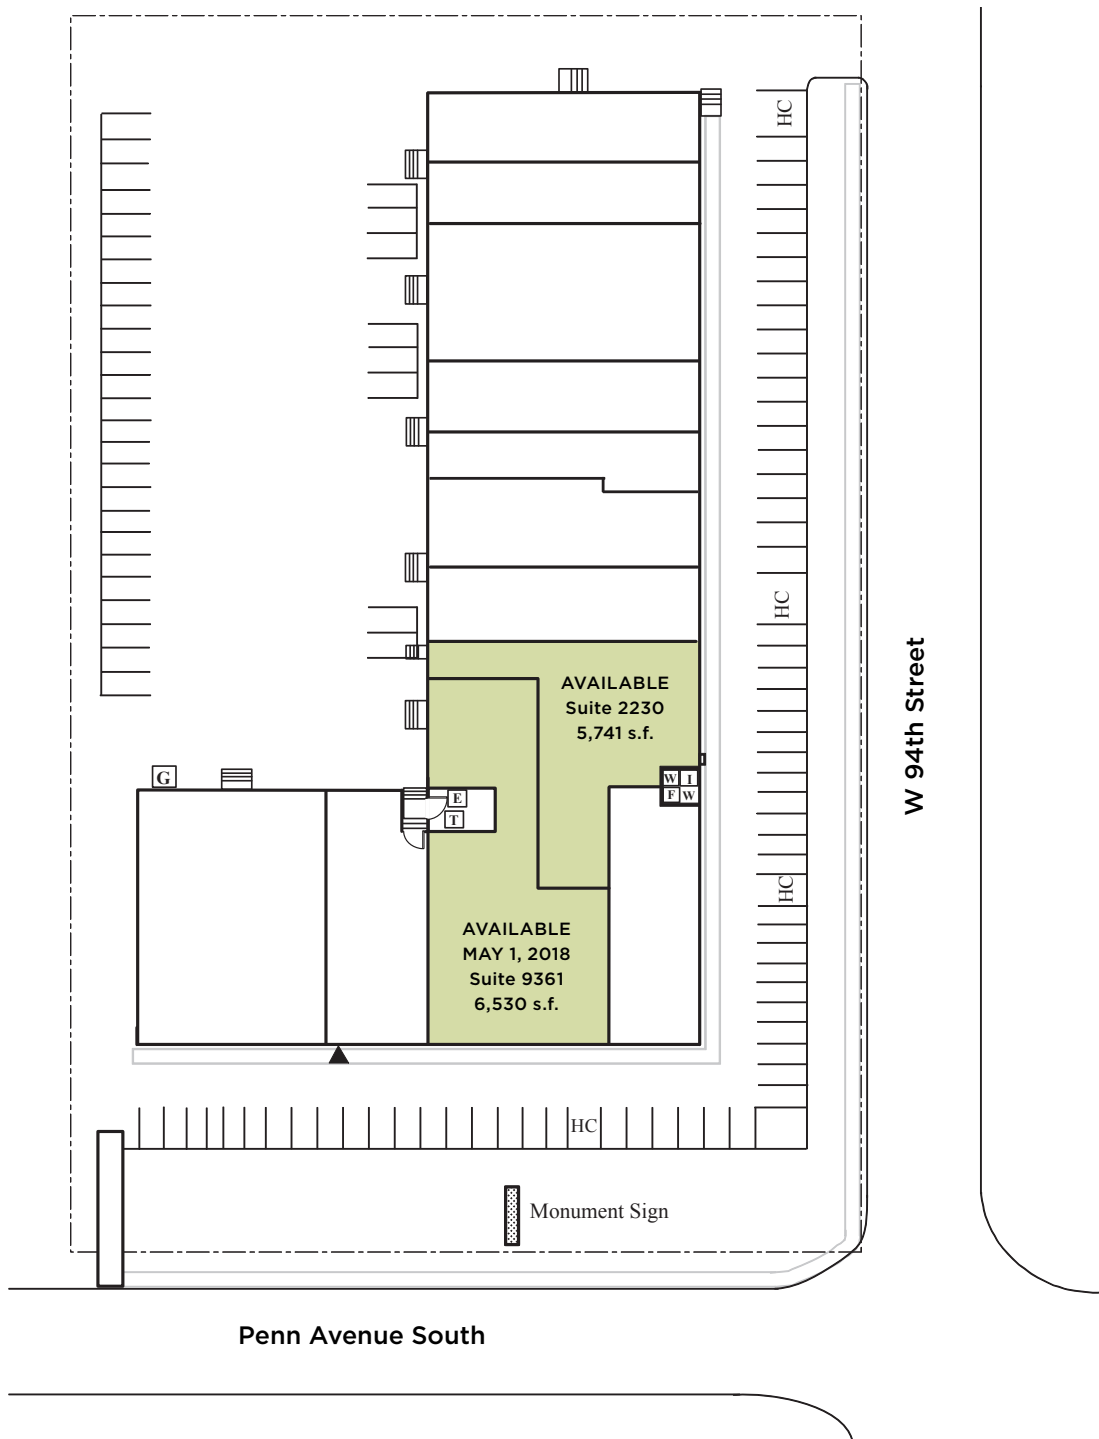 HC
HC
W 94th Street
AVAILABLE
Suite 2230
5,741 s.f.
G
W I
F W
E
T
HC
AVAILABLE
MAY 1, 2018
Suite 9361
6,530 s.f.
HC
Monument Sign
Penn Avenue South